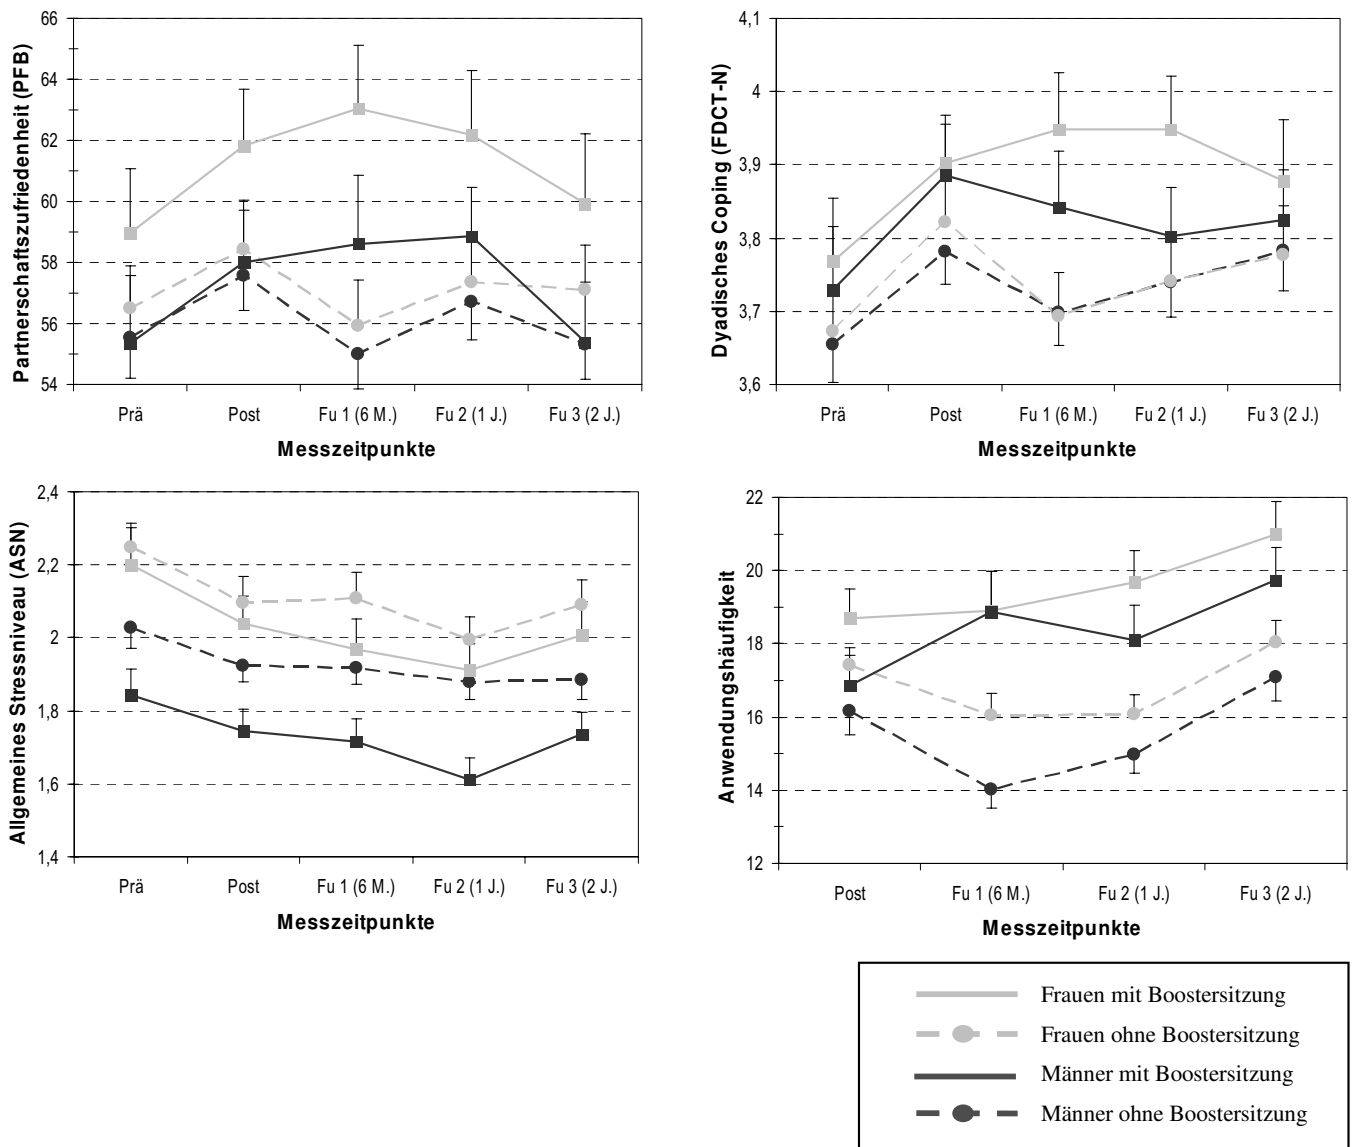 Partnerschaftszufriedenheit (PFB)
66
64
62
60
58
56
54
Prä Post Fu 1 (6 M.) Fu 2 (1 J.) Fu 3 (2 J.)
Messzeitpunkte
Dyadisches Coping (FDCT-N)
4,1
4
3,9
3,8
3,7
3,6
Prä Post Fu 1 (6 M.) Fu 2 (1 J.) Fu 3 (2 J.)
Messzeitpunkte
Allgemeines Stressniveau (ASN)
2,4
2,2
2
1,8
1,6
1,4
Prä Post Fu 1 (6 M.) Fu 2 (1 J.) Fu 3 (2 J.)
Messzeitpunkte
Anwendungshäufigkeit
22
20
18
16
14
12
Post Fu 1 (6 M.) Fu 2 (1 J.) Fu 3 (2 J.)
Messzeitpunkte
Frauen mit Boostersitzung
Frauen ohne Boostersitzung
Männer mit Boostersitzung
Männer ohne Boostersitzung